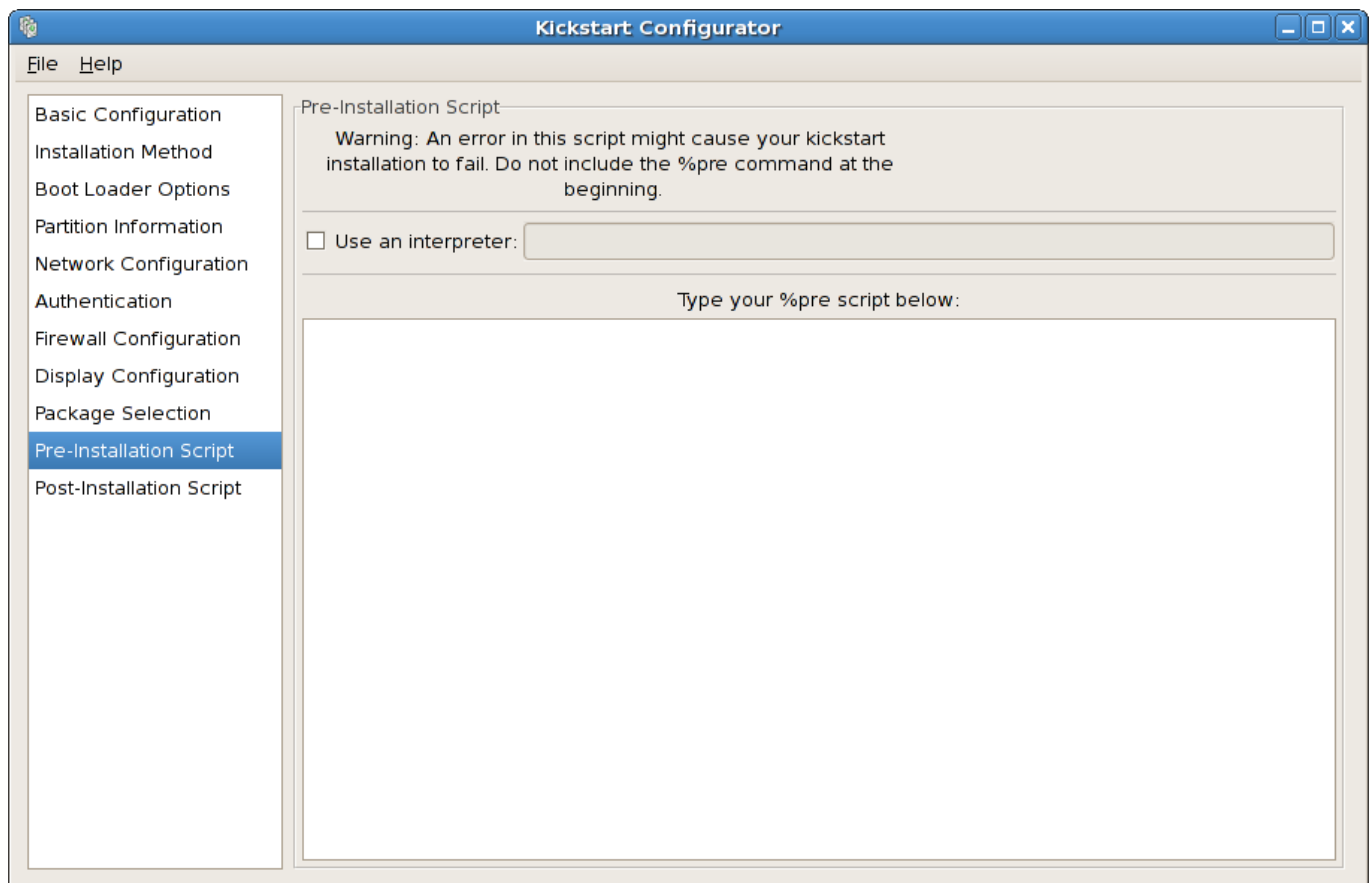 Kickstart Configurator
File Help
Basic Configuration
Installation Method
Boot Loader Options
Partition Information
Network Configuration
Authentication
Firewall Configuration
Display Configuration
Package Selection
Pre-Installation Script
Post-Installation Script
Pre-Installation Script
Warning: An error in this script might cause your kickstart
installation to fail. Do not include the %pre command at the
beginning.
Use an interpreter:
Type your %pre script below: